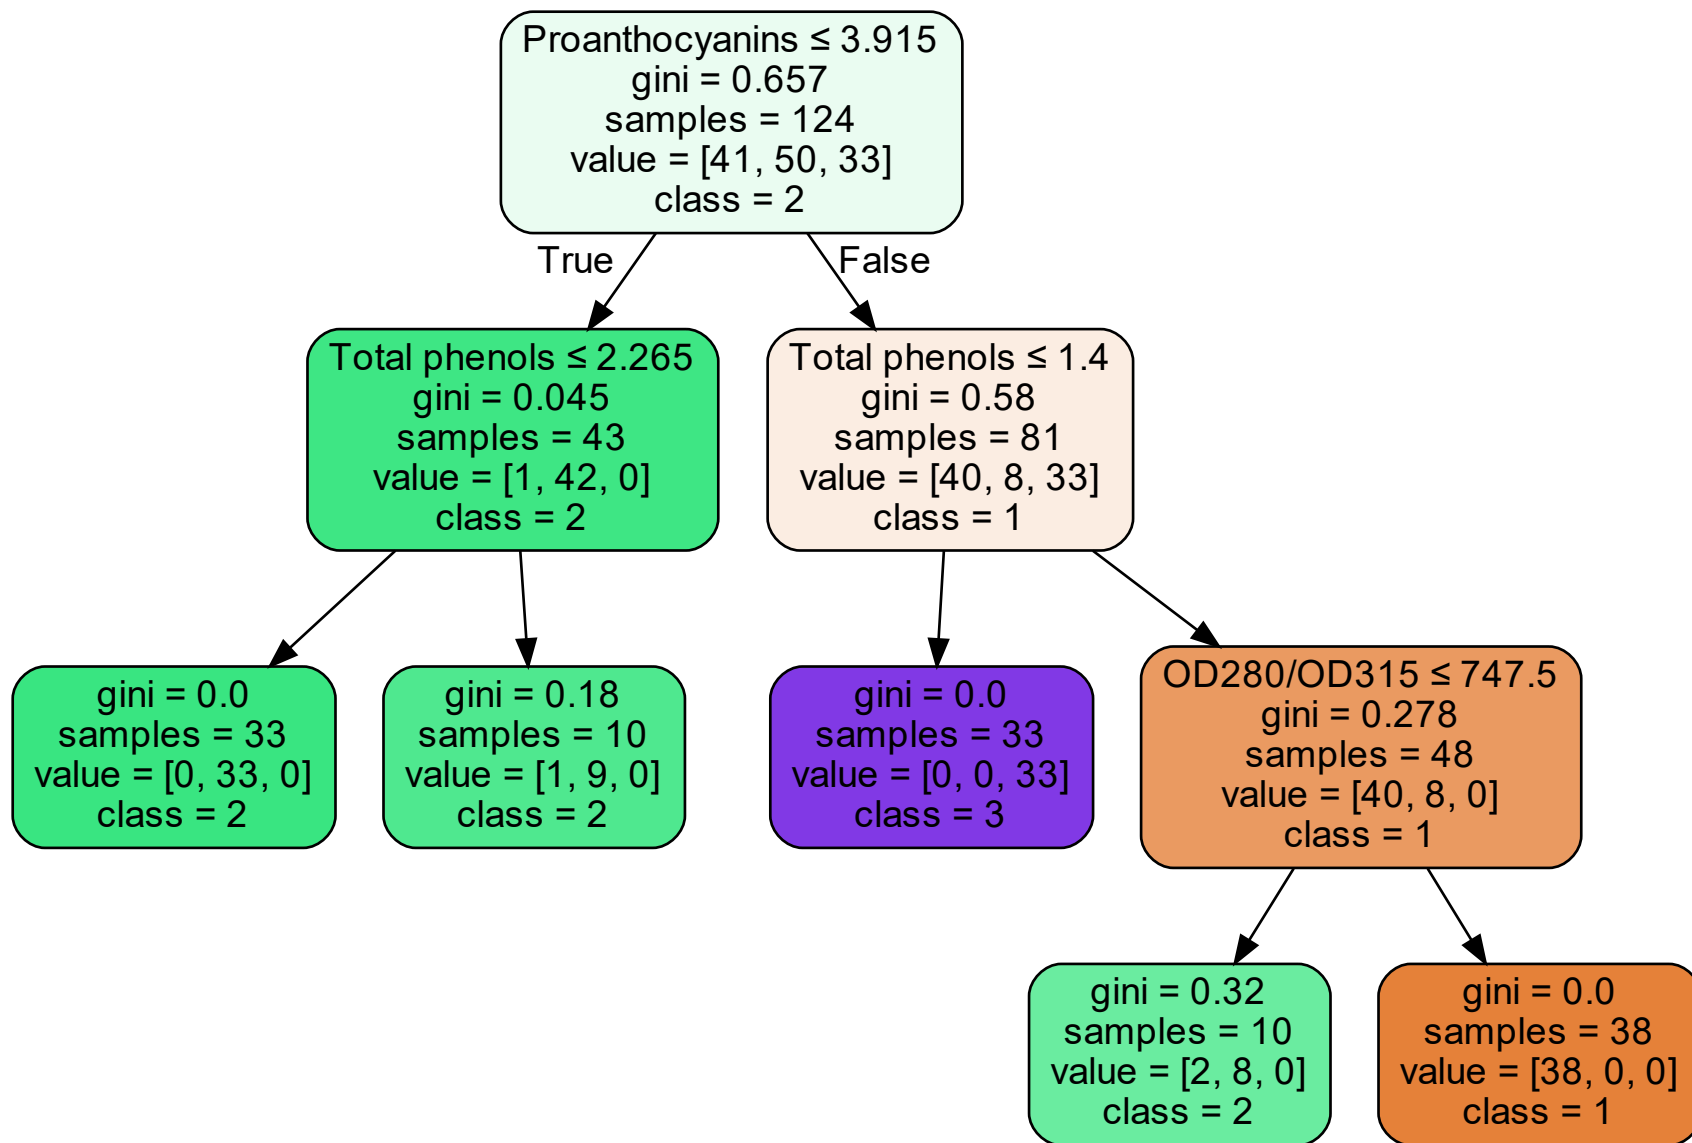 Proanthocyanins ≤ 3.915
gini = 0.657
samples = 124
value = [41, 50, 33]
class = 2
True
False
Total phenols ≤ 2.265
gini = 0.045
samples = 43
value = [1, 42, 0]
class = 2
Total phenols ≤ 1.4
gini = 0.58
samples = 81
value = [40, 8, 33]
class = 1
gini = 0.0
samples = 33
value = [0, 33, 0]
class = 2
gini = 0.18
samples = 10
value = [1, 9, 0]
class = 2
gini = 0.0
samples = 33
value = [0, 0, 33]
class = 3
OD280/OD315 ≤ 747.5
gini = 0.278
samples = 48
value = [40, 8, 0]
class = 1
gini = 0.32
samples = 10
value = [2, 8, 0]
class = 2
gini = 0.0
samples = 38
value = [38, 0, 0]
class = 1